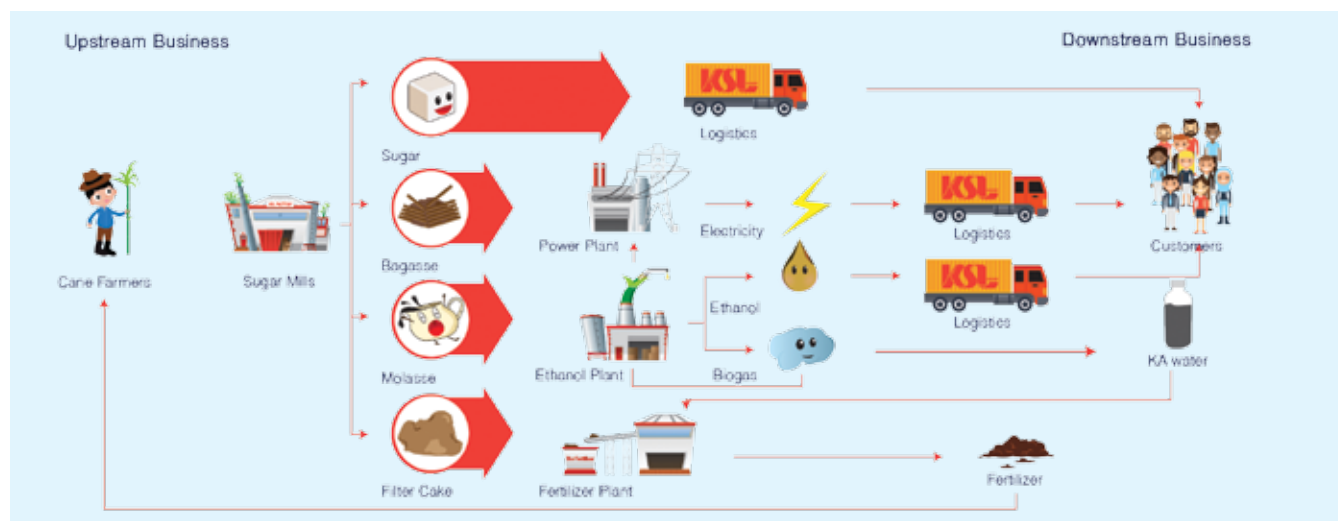 Upstream Business
Downstream Business
KSL
Logistics
Sugar
KSL
KSL
Power Plant
Electricity
Logistics
Customers
Cane Farmers
Sugar Mills
Bagasse
Ethanol
Logistics
Molasse
Ethanol Plant
Biogas
KA water
Filter Cake
Fertilizer Plant
Fertilizer